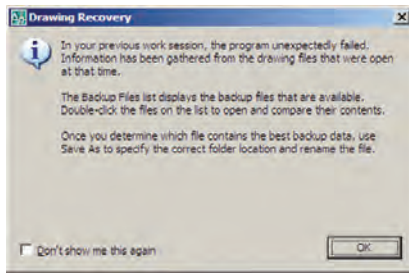 Drawing Recovery
In your previous work session, the program unexpectedly failed.
Information has been gathered from the drawing files that were open
at that time.
The Backup Files list displays the backup files that are available.
Double-click the files on the list to open and compare their contents.
Once you determine which file contains the best backup data, use
Save As to specify the correct folder location and rename the file.
Don't show me this again
OK